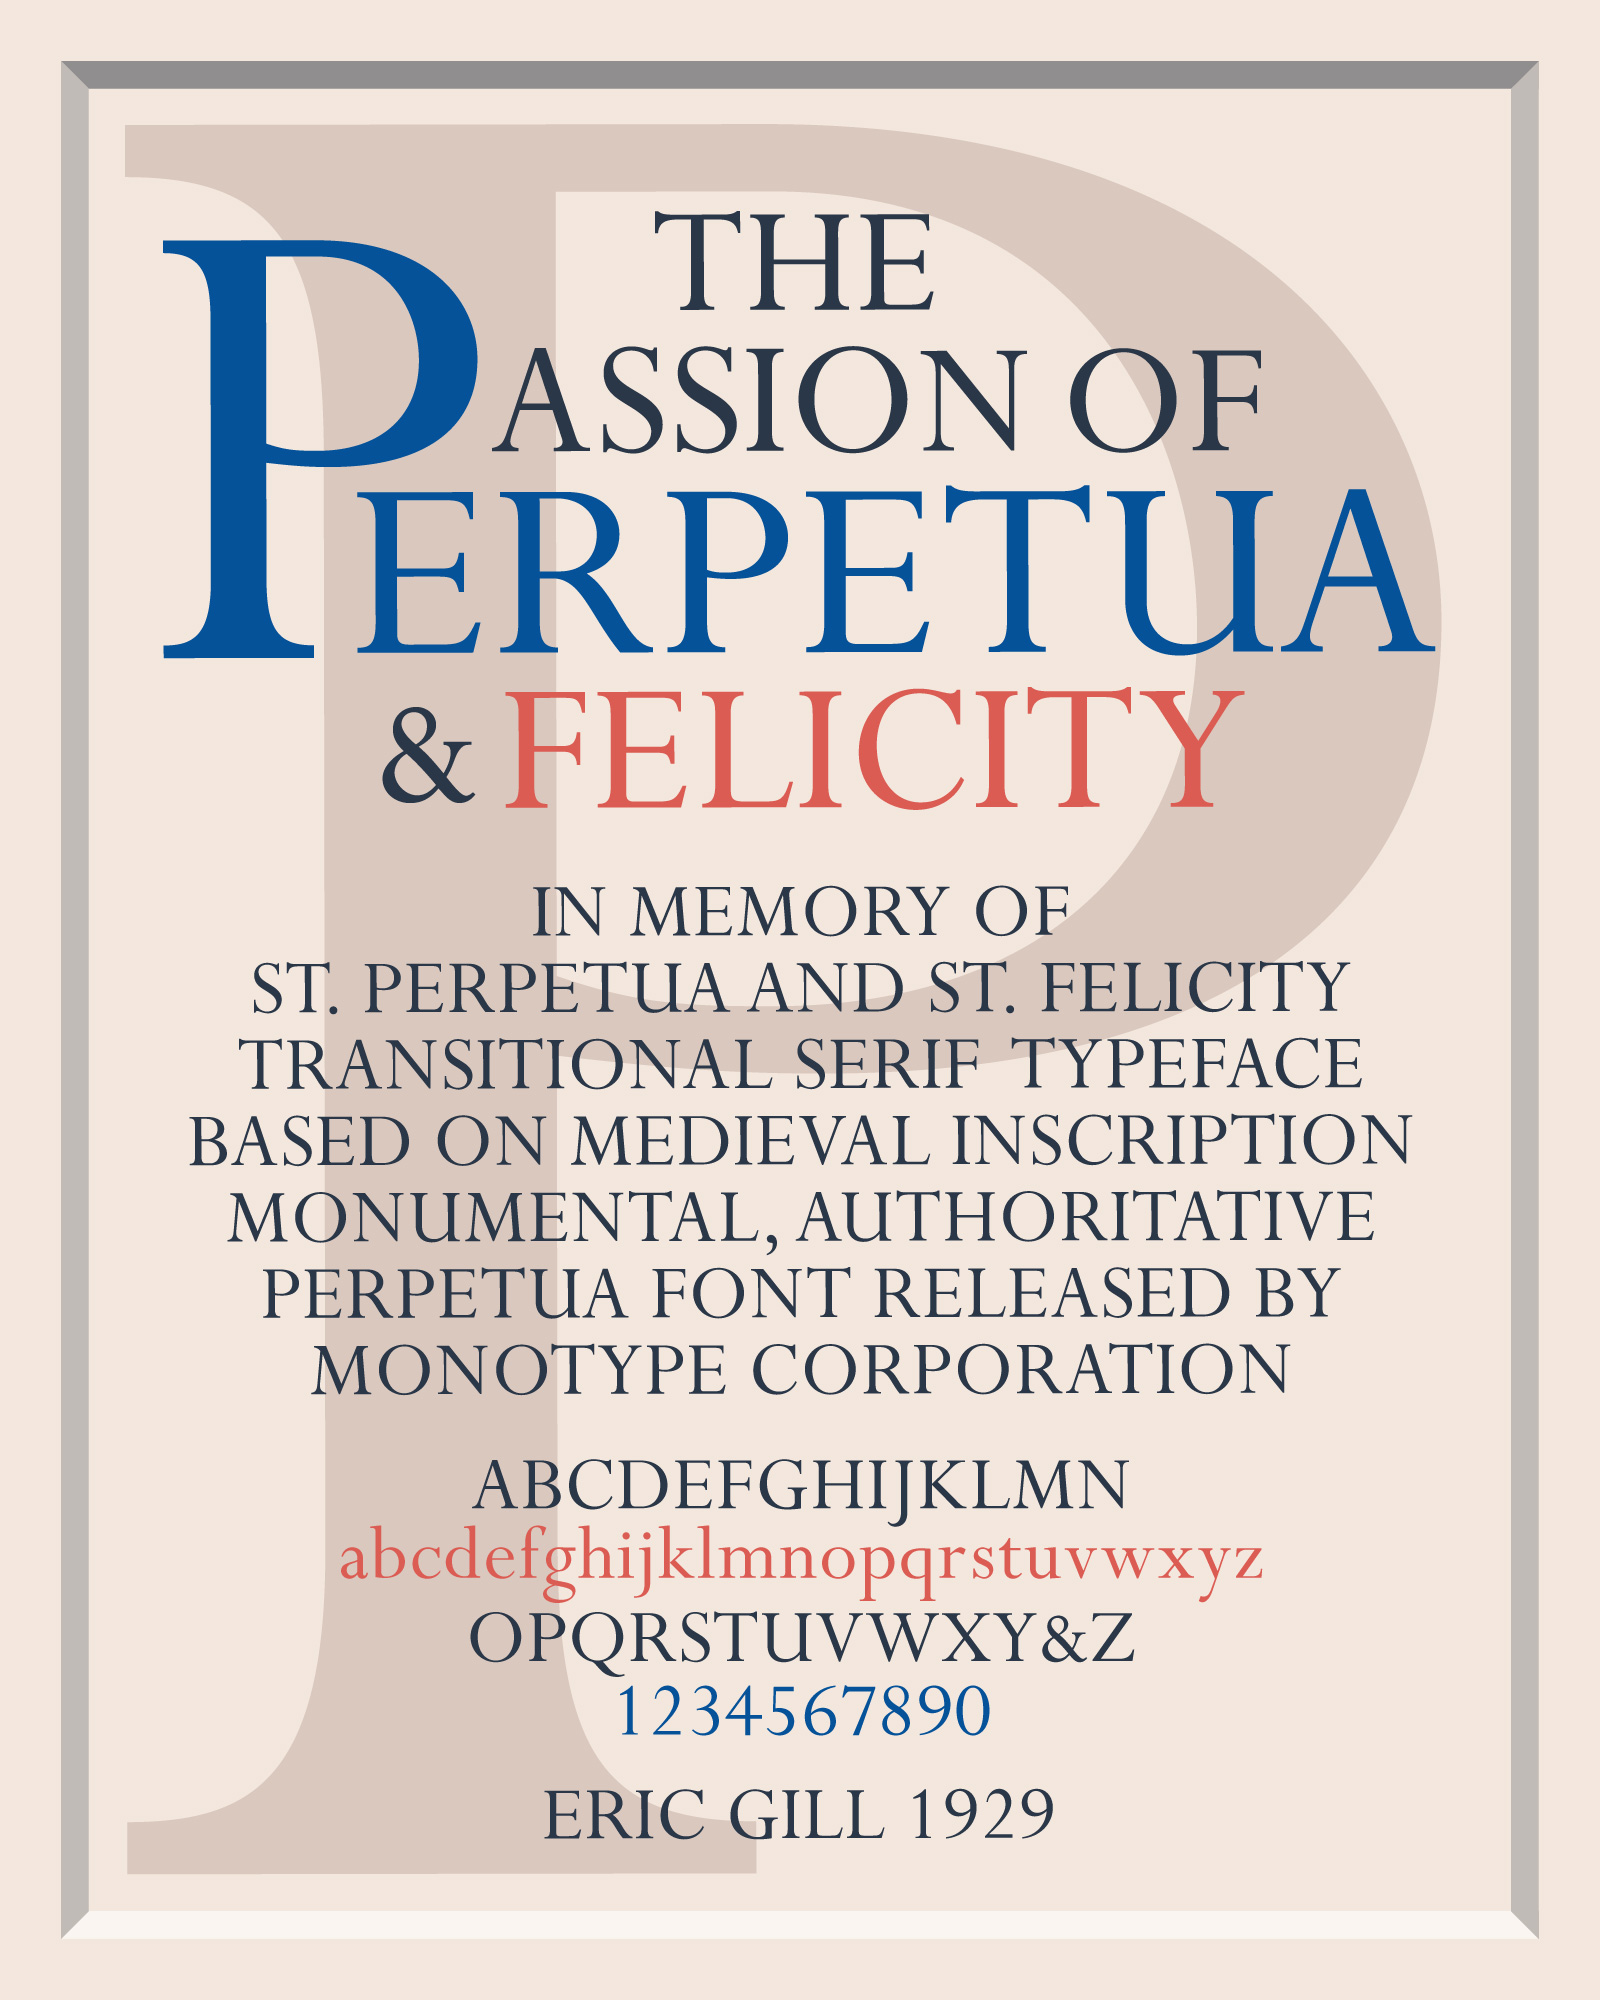 THE
PASSION OF
PERPETUA
& FELICITY
IN MEMORY OF
ST. PERPETUA AND ST. FELICITY
TRANSITIONAL SERIF TYPEFACE
BASED ON MEDIEVAL INSCRIPTION
MONUMENTAL, AUTHORITATIVE
PERPETUA FONT RELEASED BY
MONOTYPE CORPORATION
ABCDEFGHIJKLMN
abcdefghijklmnopqrstuvwxyz
OPQRSTUVWXY&Z
1234567890
ERIC GILL 1929